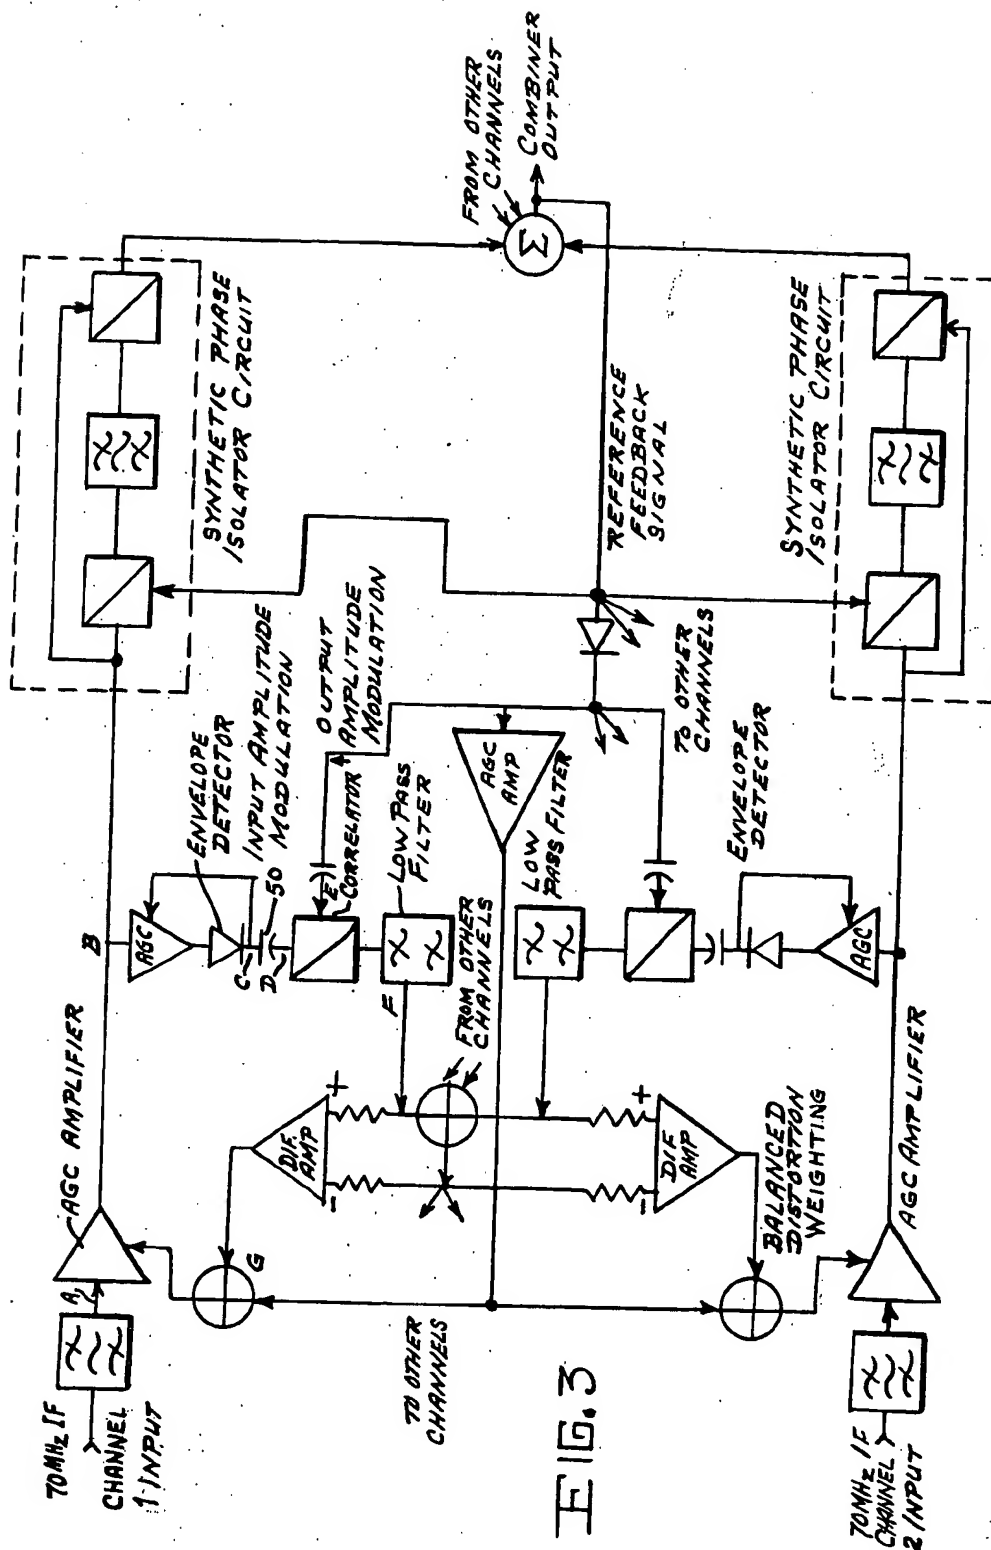 70MHz IF
CHANNEL
1-INPUT
A
AGC AMPLIFIER
B
AGC
ENVELOPE
DETECTOR
C
D
50
INPUT AMPLITUDE
MODULATION
E
CORRELATOR
OUTPUT
AMPLITUDE
MODULATION
LOW PASS
FILTER
F
SYNTHETIC PHASE
ISOLATOR CIRCUIT
FROM OTHER
CHANNELS
Σ
COMBINER
OUTPUT
REFERENCE
FEEDBACK
SIGNAL
G
DIF.
AMP
-
+
FROM OTHER
CHANNELS
AGC
AMP
TO OTHER
CHANNELS
LOW
PASS FILTER
TO OTHER
CHANNELS
DIF
AMP
-
+
BALANCED
DISTORTION
WEIGHTING
ENVELOPE
DETECTOR
AGC
SYNTHETIC PHASE
ISOLATOR CIRCUIT
70MHz IF
CHANNEL
2 INPUT
AGC AMPLIFIER
FIG. 3